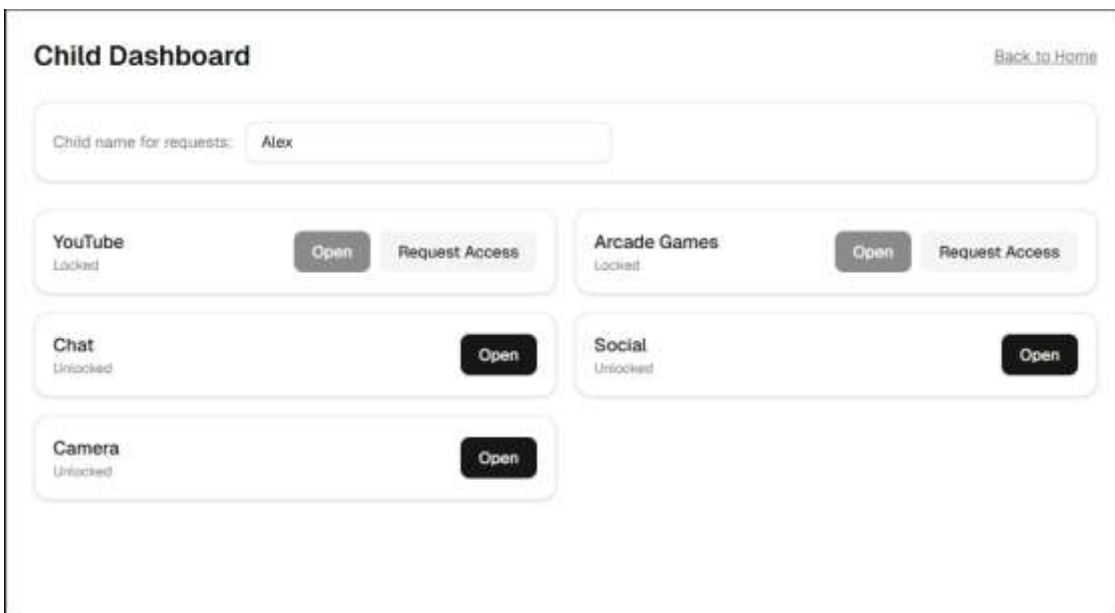 Child Dashboard
Back to Home
Child name for requests: Alex
YouTube
Locked
Open Request Access
Arcade Games
Locked
Open Request Access
Chat
Unlocked
Open
Social
Unlocked
Open
Camera
Unlocked
Open